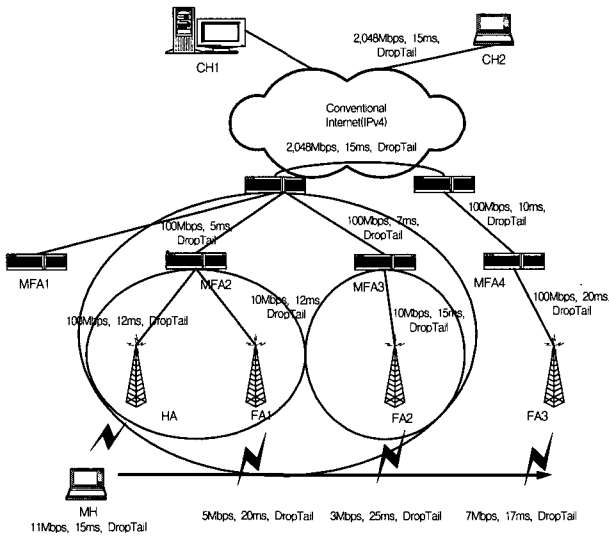 CH1
2,048Mbps, 15ms,
DropTail
CH2
Conventional
Internet(IPv4)
2,048Mbps, 15ms, DropTail
100Mbps, 5ms,
DropTail
100Mbps, 7ms,
DropTail
100Mbps, 10ms,
DropTail
MFA1
MFA2
MFA3
MFA4
100Mbps, 12ms, DropTail
10Mbps, 12ms,
DropTail
10Mbps, 15ms,
DropTail
100Mbps, 20ms,
DropTail
HA
FA1
FA2
FA3
MH
11Mbps, 15ms, DropTail
5Mbps, 20ms, DropTail
3Mbps, 25ms, DropTail
7Mbps, 17ms, DropTail